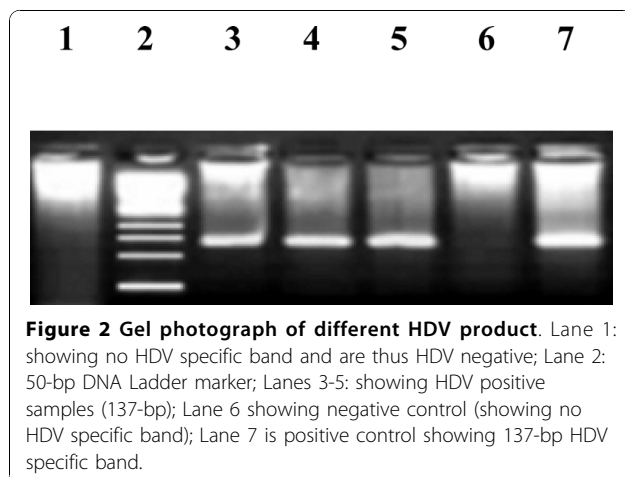 1 2 3 4 5 6 7
Figure 2 Gel photograph of different HDV product. Lane 1:
showing no HDV specific band and are thus HDV negative; Lane 2:
50-bp DNA Ladder marker; Lanes 3-5: showing HDV positive
samples (137-bp); Lane 6 showing negative control (showing no
HDV specific band); Lane 7 is positive control showing 137-bp HDV
specific band.